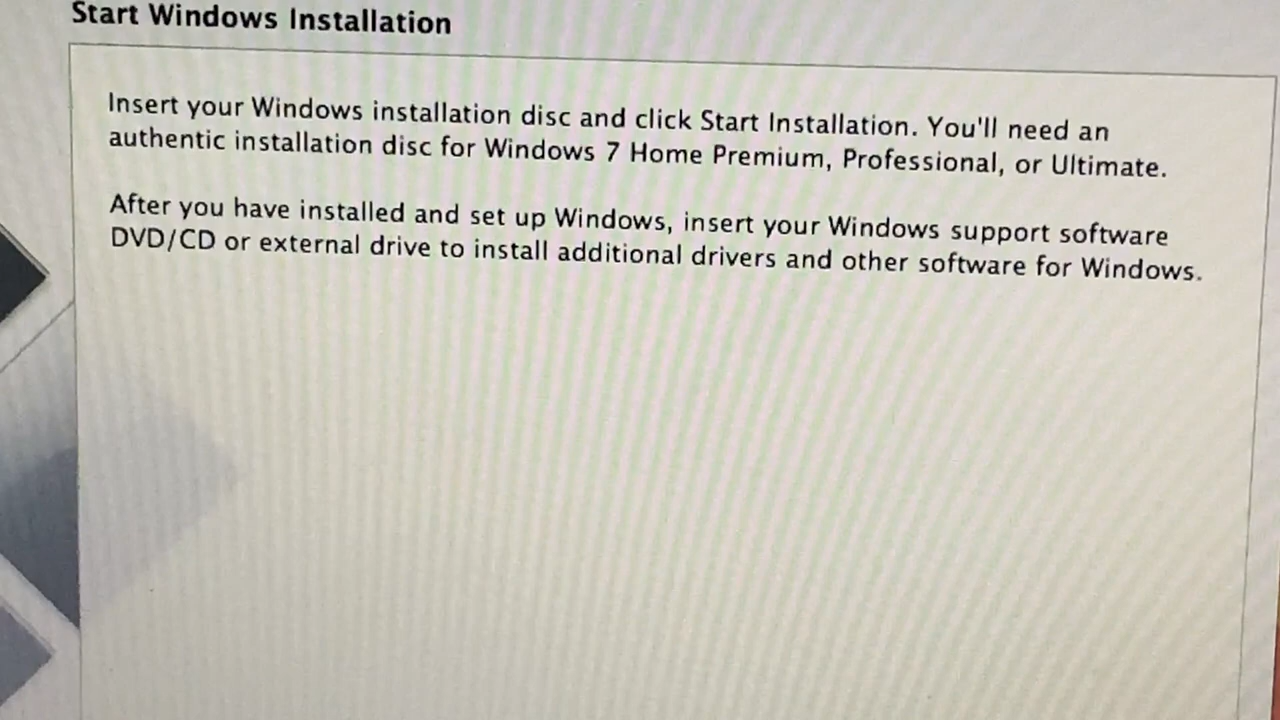 Start Windows Installation
Insert your Windows installation disc and click Start Installation. You'll need an
authentic installation disc for Windows 7 Home Premium, Professional, or Ultimate.
After you have installed and set up Windows, insert your Windows support software
DVD/CD or external drive to install additional drivers and other software for Windows.